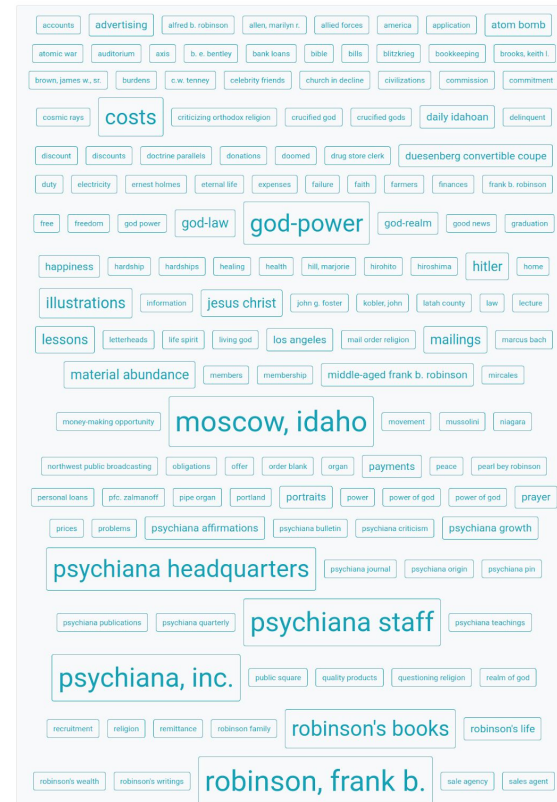 accounts advertising alfred b. robinson allen, marilyn r. allied forces america application atom bomb
atomic war auditorium axis b. e. bentley bank loans bible bills blitzkrieg bookkeeping brooks, keith l.
brown, james w., sr. burdens c.w. tenney celebrity friends church in decline civilizations commission commitment
cosmic rays costs criticizing orthodox religion crucified god crucified gods daily idahoan delinquent
discount discounts doctrine parallels donations doomed drug store clerk duesenberg convertible coupe
duty electricity ernest holmes eternal life expenses failure faith farmers finances frank b. robinson
free freedom god power god-law god-power god-realm good news graduation
happiness hardship hardships healing health hill, marjorie hirohito hiroshima hitler home
illustrations information jesus christ john g. foster kobler, john latah county law lecture
lessons letterheads life spirit living god los angeles mail order religion mailings marcus bach
material abundance members membership middle-aged frank b. robinson mircales
money-making opportunity moscow, idaho movement mussolini niagara
northwest public broadcasting obligations offer order blank organ payments peace pearl bey robinson
personal loans pfc. zalmanoff pipe organ portland portraits power power of god power of god prayer
prices problems psychiana affirmations psychiana bulletin psychiana criticism psychiana growth
psychiana headquarters psychiana journal psychiana origin psychiana pin
psychiana publications psychiana quarterly psychiana staff psychiana teachings
psychiana, inc. public square quality products questioning religion realm of god
recruitment religion remittance robinson family robinson's books robinson's life
robinson's wealth robinson's writings robinson, frank b. sale agency sales agent